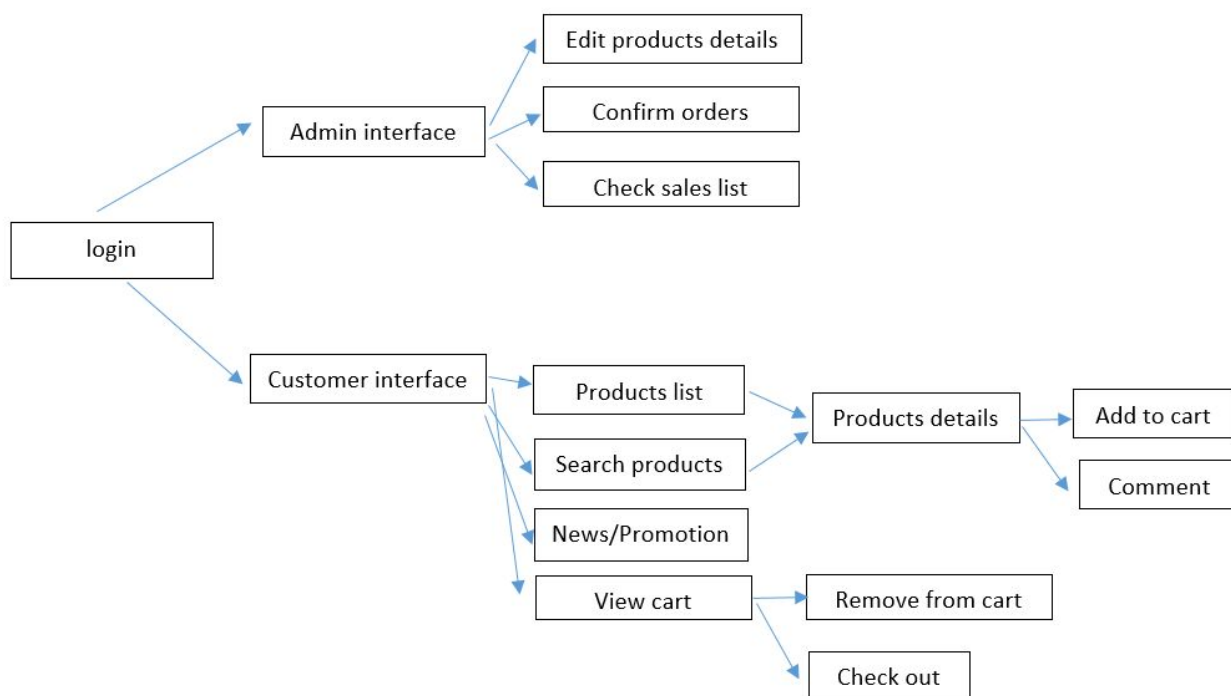 Edit products details
Confirm orders
Admin interface
Check sales list
login
Customer interface
Products list
Products details
Add to cart
Search products
Comment
News/Promotion
View cart
Remove from cart
Check out